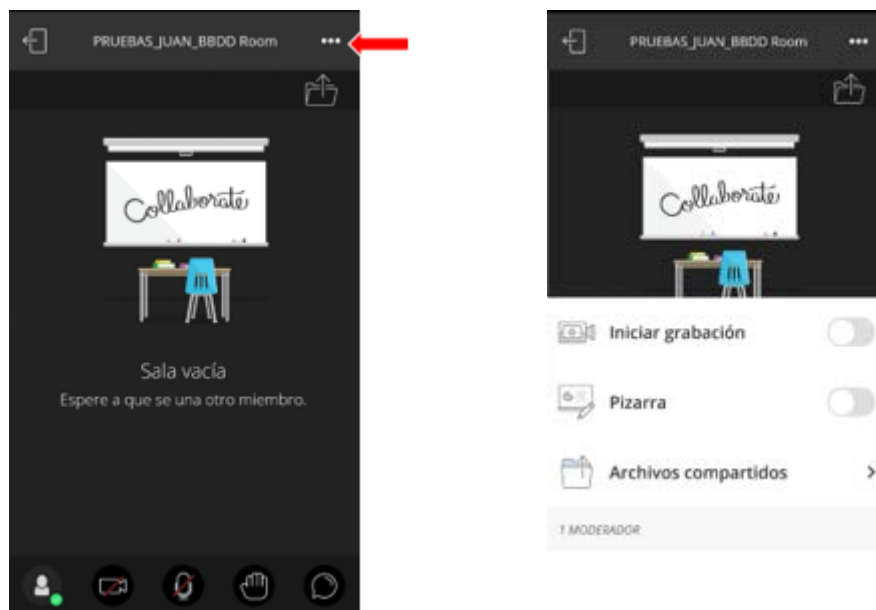 PRUEBAS_JUAN_BBDD Room
Collaborate
Sala vacía
Espere a que se una otro miembro.
PRUEBAS_JUAN_BBDD Room
Collaborate
Iniciar grabación
Pizarra
Archivos compartidos
1 MODERADOR